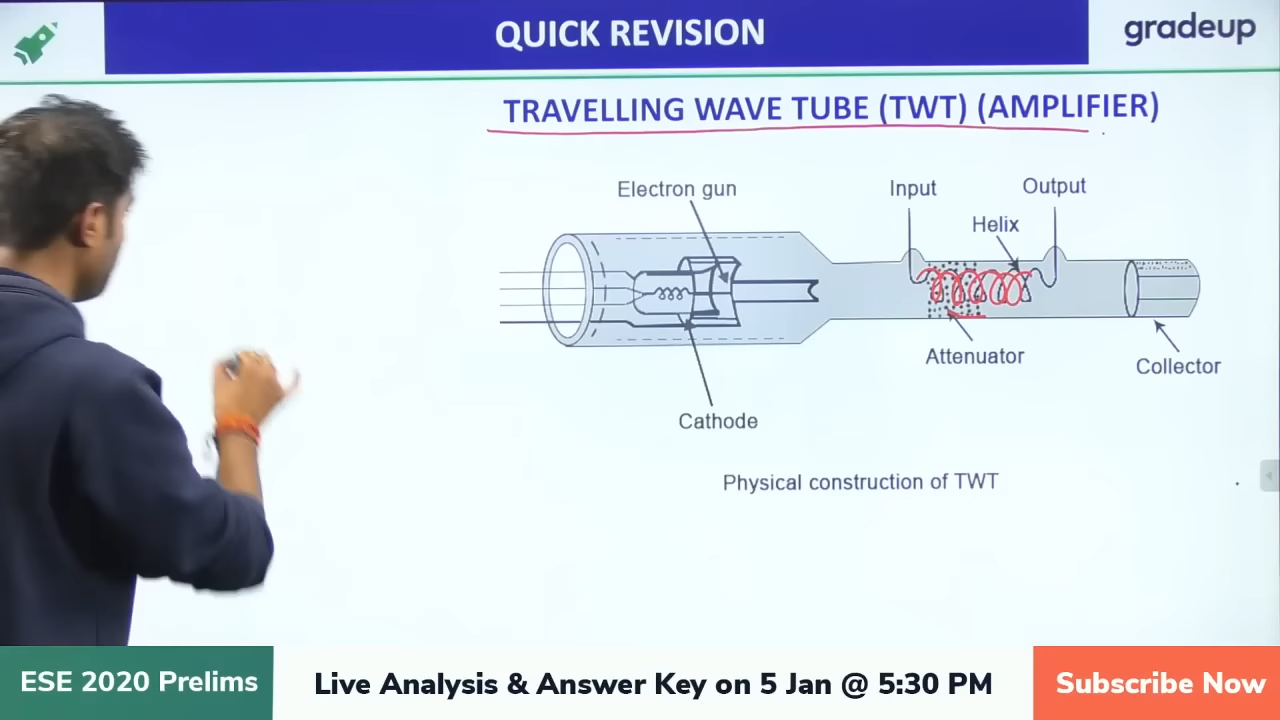 QUICK REVISION
gradeup
TRAVELLING WAVE TUBE (TWT) (AMPLIFIER)
Electron gun
Input
Output
Helix
Attenuator
Collector
Cathode
Physical construction of TWT
ESE 2020 Prelims
Live Analysis & Answer Key on 5 Jan @ 5:30 PM
Subscribe Now